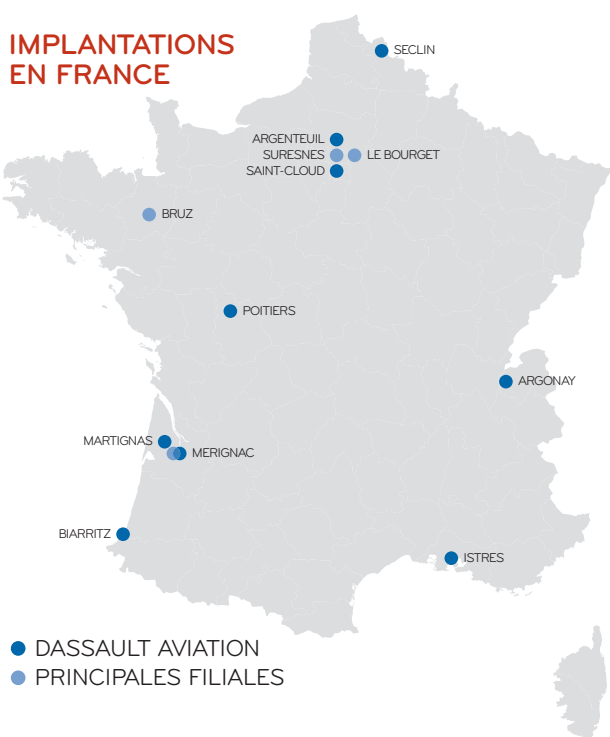 IMPLANTATIONS
EN FRANCE
SECLIN
ARGENTEUIL
SURESNES
LE BOURGET
SAINT-CLOUD
BRUZ
POITIERS
ARGONAY
MARTIGNAS
MERIGNAC
BIARRITZ
ISTRES
DASSAULT AVIATION
PRINCIPALES FILIALES